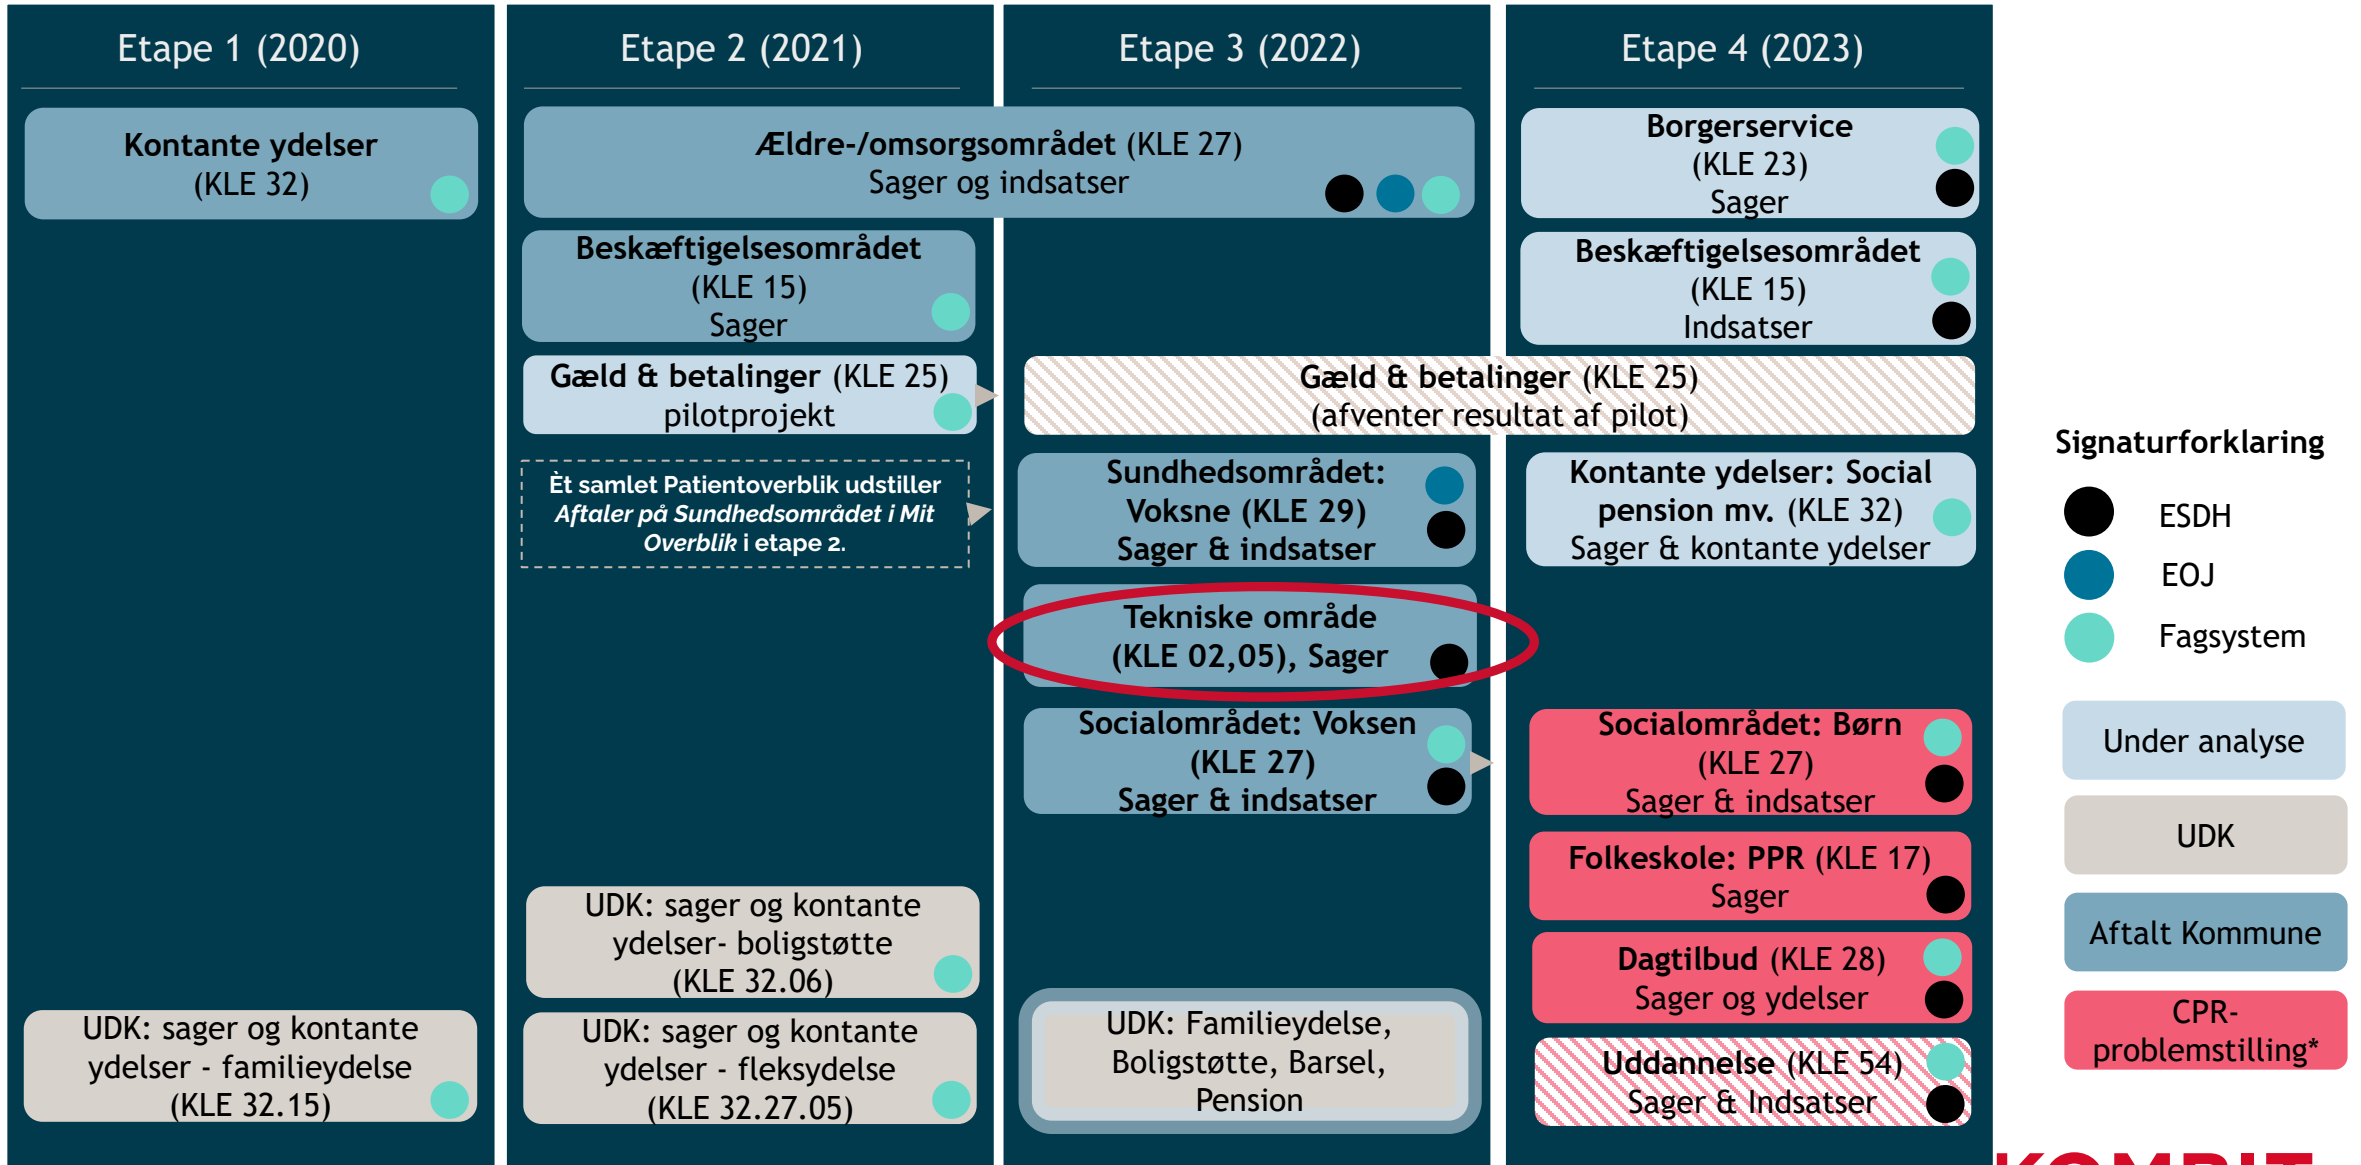 Etape 1 (2020)
Kontante ydelser
(KLE 32)
UDK: sager og kontante
ydelser - familieydelse
(KLE 32.15)
Etape 2 (2021)
Ældre-/omsorgsområdet (KLE 27)
Sager og indsatser
Beskæftigelsesområdet
(KLE 15)
Sager
Gæld & betalinger (KLE 25)
pilotprojekt
Èt samlet Patientoverblik udstiller
Aftaler på Sundhedsområdet i Mit
Overblik i etape 2.
UDK: sager og kontante
ydelser- boligstøtte
(KLE 32.06)
UDK: sager og kontante
ydelser - fleksydelse
(KLE 32.27.05)
Etape 3 (2022)
Gæld & betalinger (KLE 25)
(afventer resultat af pilot)
Sundhedsområdet:
Voksne (KLE 29)
Sager & indsatser
Tekniske område
(KLE 02,05), Sager
Socialområdet: Voksen
(KLE 27)
Sager & indsatser
UDK: Familieydelse,
Boligstøtte, Barsel,
Pension
Etape 4 (2023)
Borgerservice
(KLE 23)
Sager
Beskæftigelsesområdet
(KLE 15)
Indsatser
Kontante ydelser: Social
pension mv. (KLE 32)
Sager & kontante ydelser
Socialområdet: Børn
(KLE 27)
Sager & indsatser
Folkeskole: PPR (KLE 17)
Sager
Dagtilbud (KLE 28)
Sager og ydelser
Uddannelse (KLE 54)
Sager & Indsatser
Signaturforklaring
ESDH
EOJ
Fagsystem
Under analyse
UDK
Aftalt Kommune
CPR-
problemstilling*
KOMBIT